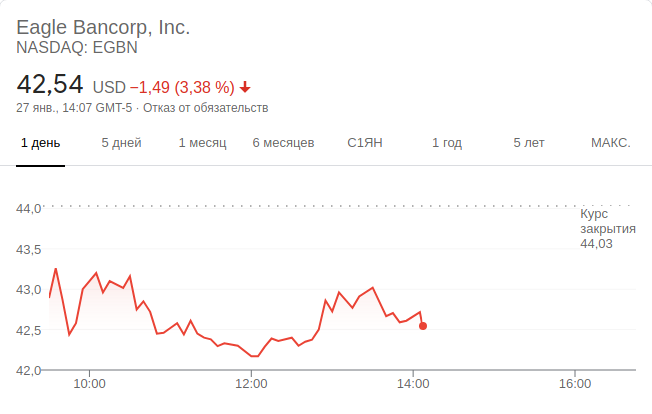 Eagle Bancorp, Inc.
NASDAQ: EGBN
42,54 USD −1,49 (3,38 %)
27 янв., 14:07 GMT-5 · Отказ от обязательств
1 день 5 дней 1 месяц 6 месяцев С1ЯН 1 год 5 лет МАКС.
44,0
Курс
закрытия
44,03
43,5
43,0
42,5
42,0
10:00 12:00 14:00 16:00